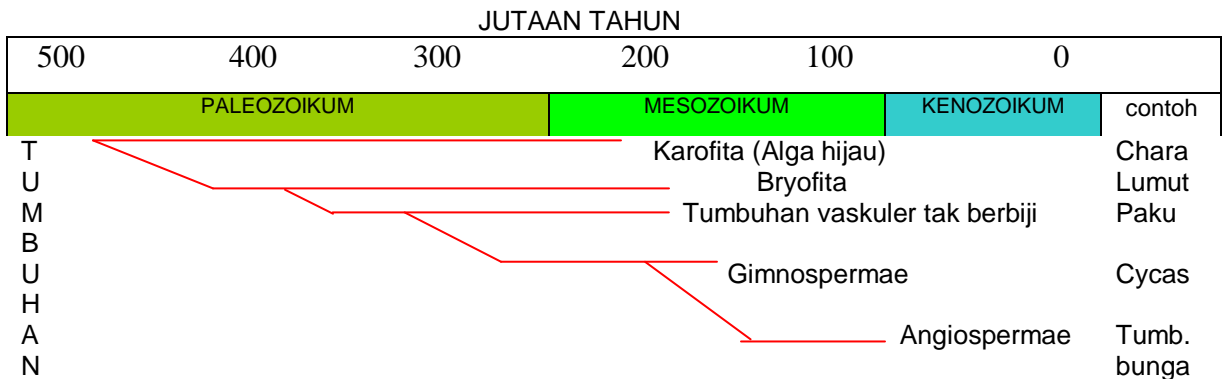 JUTAAN TAHUN
500 400 300 200 100 0
PALEOZOIKUM MESOZOIKUM KENOZOIKUM contoh
T Karofita (Alga hijau) Chara
U Bryofita Lumut
M Tumbuhan vaskuler tak berbiji Paku
B
U Gimnospermae Cycas
H
A Angiospermae Tumb.
N bunga